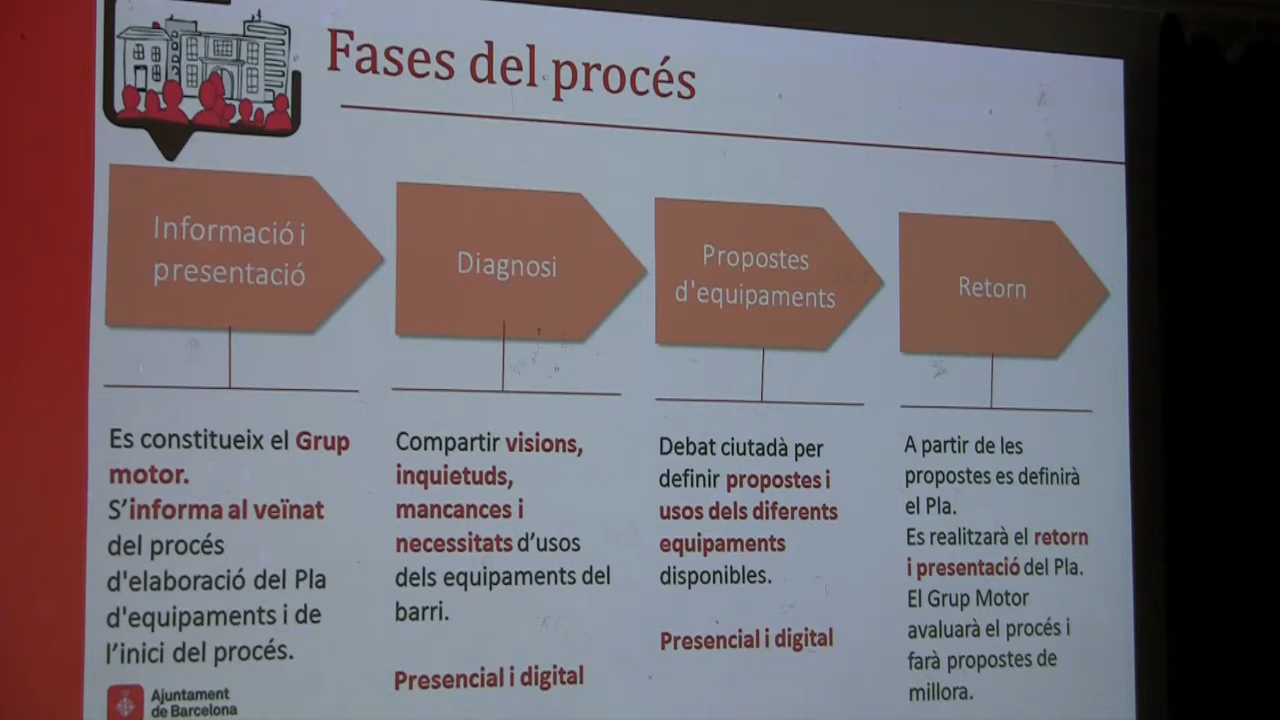 Fases del procés
Informació i
presentació
Es constitueix el Grup
motor.
S'informa al veïnat
del procés
d'elaboració del Pla
d'equipaments i de
l'inici del procés.
Diagnosi
Compartir visions,
inquietuds,
mancances i
necessitats d'usos
dels equipaments del
barri.
Presencial i digital
Propostes
d'equipaments
Debat ciutadà per
definir propostes i
usos dels diferents
equipaments
disponibles.
Presencial i digital
Retorn
A partir de les
propostes es definirà
el Pla.
Es realitzarà el retorn
i presentació del Pla.
El Grup Motor
avaluarà el procés i
farà propostes de
millora.
Ajuntament
de Barcelona